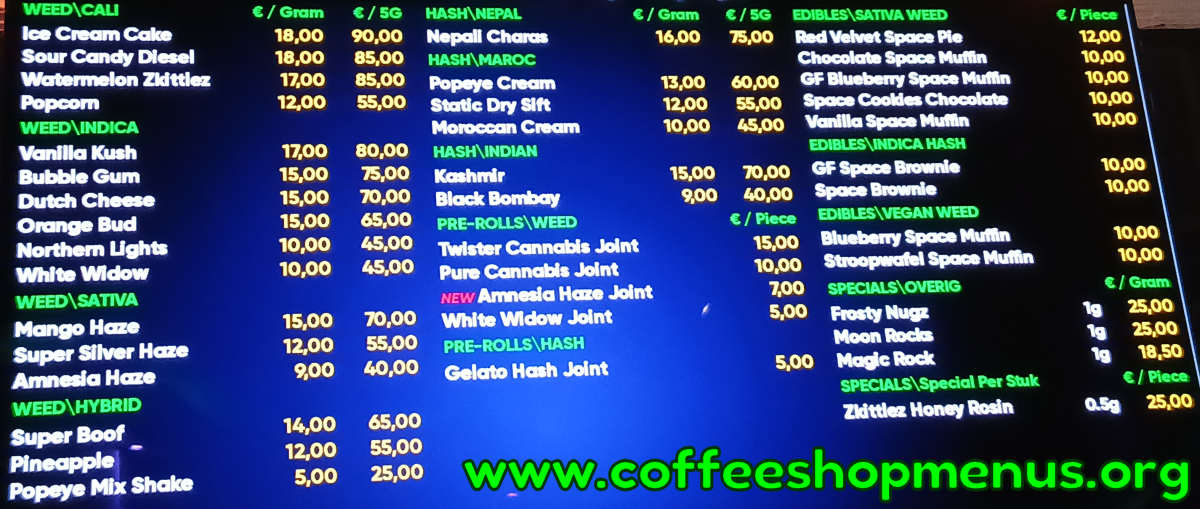 WEED\CALI € / Gram € / 5G
Ice Cream Cake 18,00 90,00
Sour Candy Diesel 18,00 85,00
Watermelon Zkittlez 17,00 85,00
Popcorn 12,00 55,00
WEED\INDICA
Vanilla Kush 17,00 80,00
Bubble Gum 15,00 75,00
Dutch Cheese 15,00 70,00
Orange Bud 15,00 65,00
Northern Lights 10,00 45,00
White Widow 10,00 45,00
WEED\SATIVA
Mango Haze 15,00 70,00
Super Silver Haze 12,00 55,00
Amnesia Haze 9,00 40,00
WEED\HYBRID
Super Boof 14,00 65,00
Pineapple 12,00 55,00
Popeye Mix Shake 5,00 25,00
HASH\NEPAL € / Gram € / 5G
Nepali Charas 16,00 75,00
HASH\MAROC
Popeye Cream 13,00 60,00
Static Dry Sift 12,00 55,00
Moroccan Cream 10,00 45,00
HASH\INDIAN
Kashmir 15,00 70,00
Black Bombay 9,00 40,00
PRE-ROLLS\WEED € / Piece
Twister Cannabis Joint 15,00
Pure Cannabis Joint 10,00
NEW Amnesia Haze Joint 7,00
White Widow Joint 5,00
PRE-ROLLS\HASH
Gelato Hash Joint 5,00
EDIBLES\SATIVA WEED € / Piece
Red Velvet Space Pie 12,00
Chocolate Space Muffin 10,00
GF Blueberry Space Muffin 10,00
Space Cookies Chocolate 10,00
Vanilla Space Muffin 10,00
EDIBLES\INDICA HASH
GF Space Brownie 10,00
Space Brownie 10,00
EDIBLES\VEGAN WEED
Blueberry Space Muffin 10,00
Stroopwafel Space Muffin 10,00
SPECIALS\OVERIG € / Gram
Frosty Nugz 1g 25,00
Moon Rocks 1g 25,00
Magic Rock 1g 18,50
SPECIALS\Special Per Stuk € / Piece
Zkittlez Honey Rosin 0.5g 25,00
www.coffeeshopmenus.org